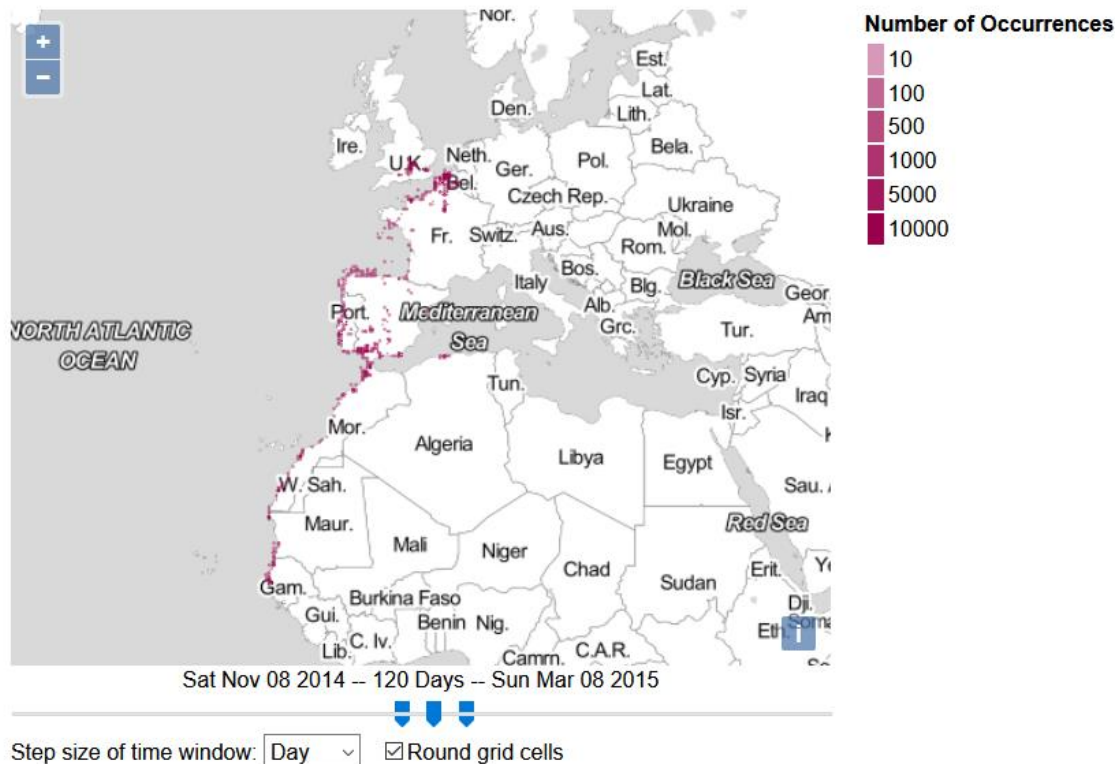 +
−
Number of Occurrences
10
100
500
1000
5000
10000
Nor.
Est.
Lat.
Den.
Lith.
Ire.
U.K.
Neth.
Ger.
Pol.
Bela.
Bel.
Czech Rep.
Ukraine
Fr.
Switz.
Aus.
Mol.
Rom.
Bos.
Italy
Blg.
Black Sea
Geor
Alb.
Am
Port.
Mediterranean
Sea
Grc.
Tur.
NORTH ATLANTIC
OCEAN
Tun.
Cyp.
Syria
Iraq
Isr.
Mor.
Algeria
Libya
Egypt
W. Sah.
Sau.
Maur.
Red Sea
Mali
Niger
Chad
Sudan
Erit.
Ye
Gam.
Burkina Faso
Dji.
Gui.
Benin
Nig.
Eth.
Soma
i
Lib.
C. Iv.
Camrn.
C.A.R.
Sat Nov 08 2014 -- 120 Days -- Sun Mar 08 2015
Step size of time window: Day
Round grid cells